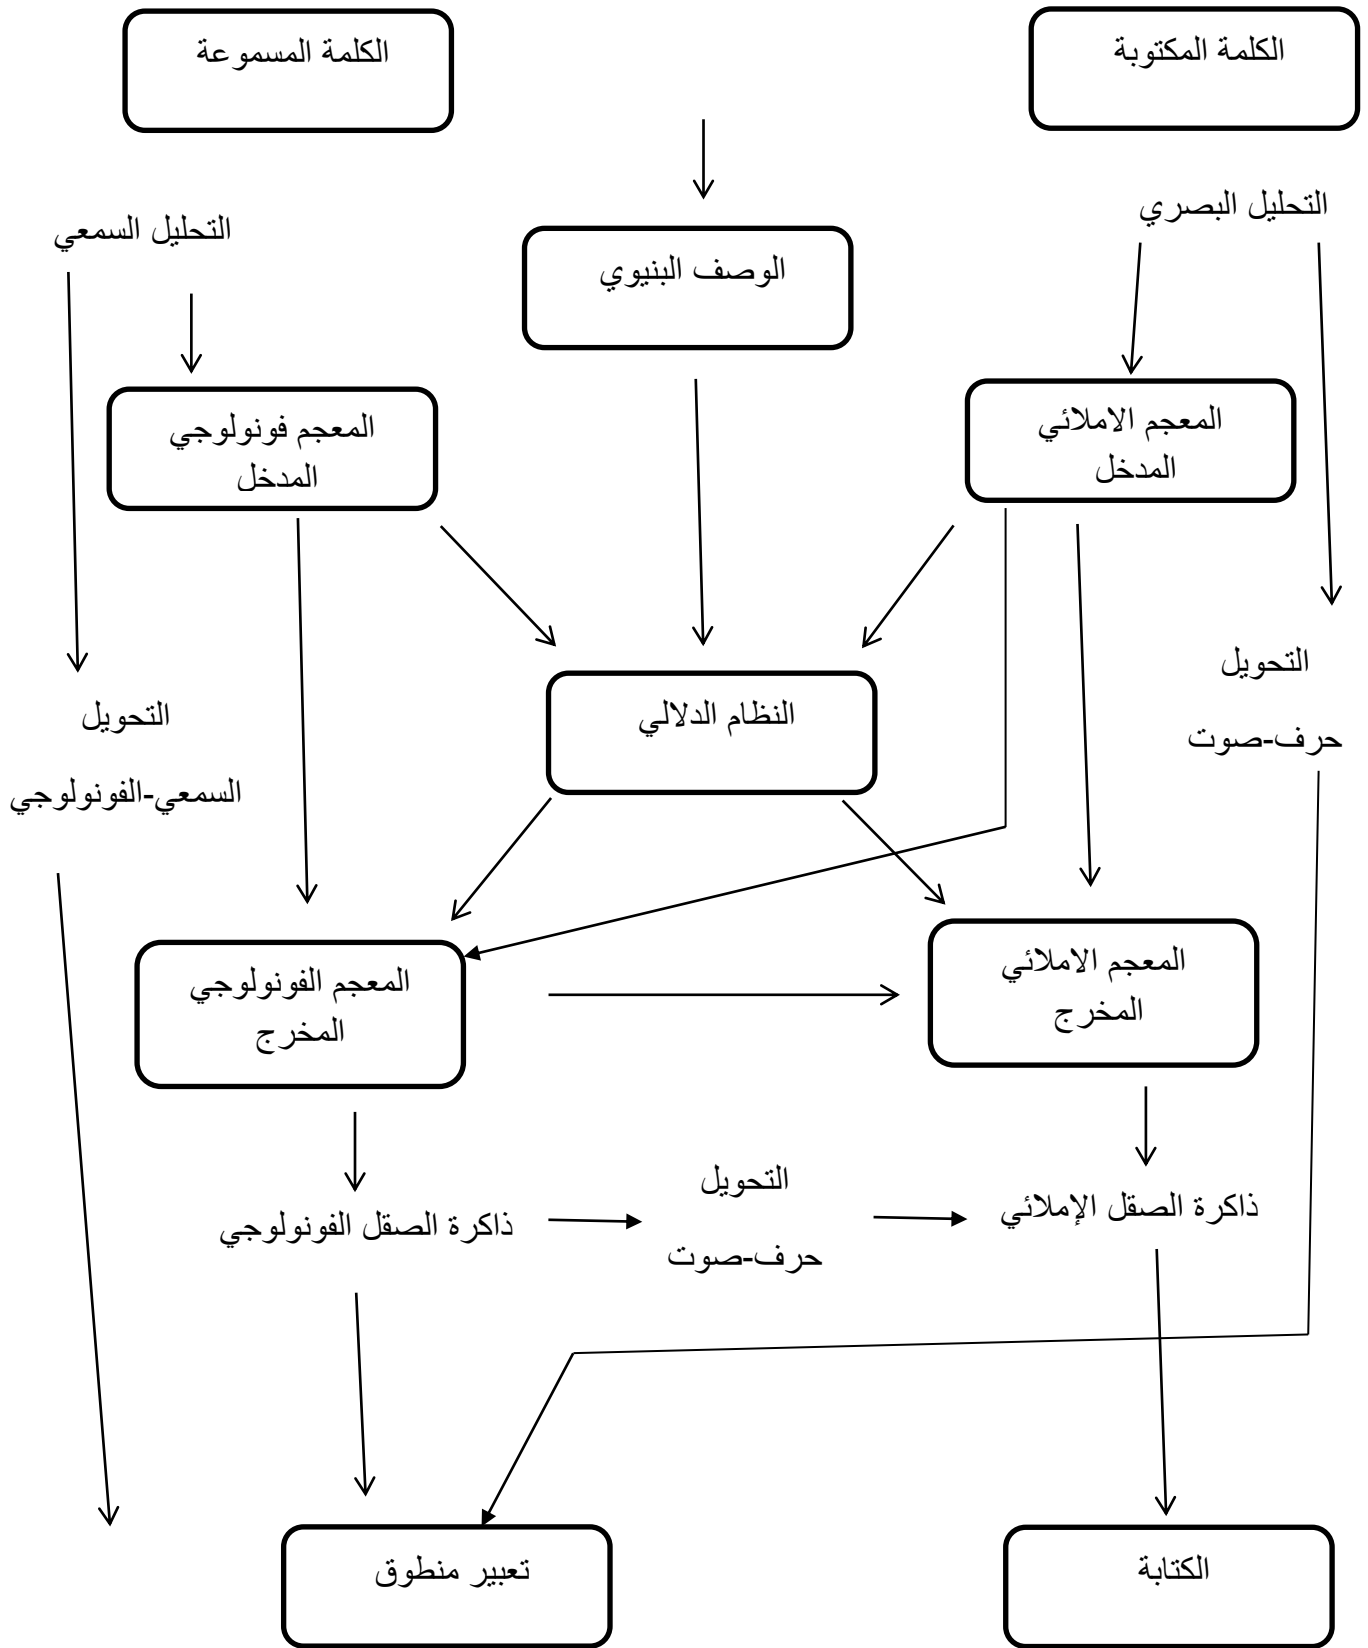 الكلمة المكتوبة
الكلمة المسموعة
التحليل البصري
التحليل السمعي
الوصف البنيوي
المعجم الاملائي
المدخل
المعجم فونولوجي
المدخل
التحويل
حرف-صوت
النظام الدلالي
التحويل
السمعي-الفونولوجي
المعجم الاملائي
المخرج
المعجم الفونولوجي
المخرج
ذاكرة الصقل الإملائي
التحويل
حرف-صوت
ذاكرة الصقل الفونولوجي
الكتابة
تعبير منطوق